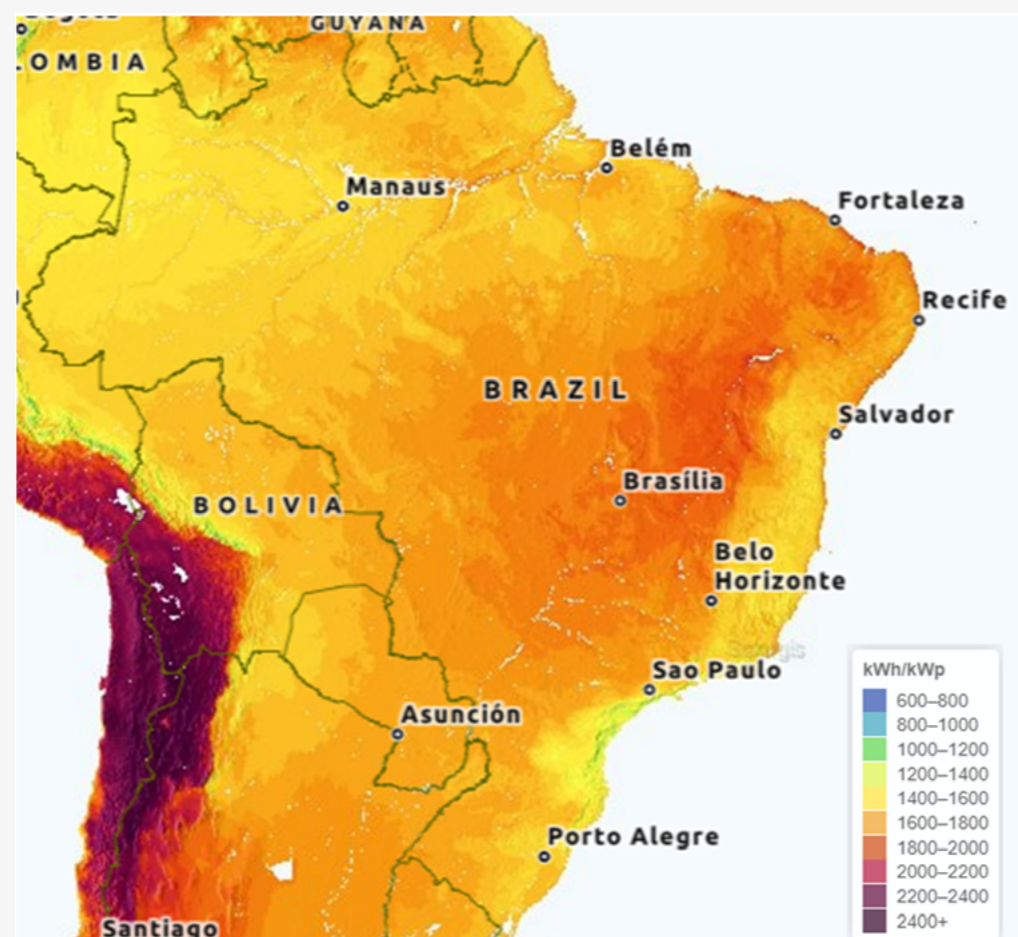 GUYANA
LOMBIA
Belém
Manaus
Fortaleza
Recife
BRAZIL
Salvador
Brasília
BOLIVIA
Belo
Horizonte
Sao Paulo
Asunción
Porto Alegre
Santiago
kWh/kWp
600–800
800–1000
1000–1200
1200–1400
1400–1600
1600–1800
1800–2000
2000–2200
2200–2400
2400+